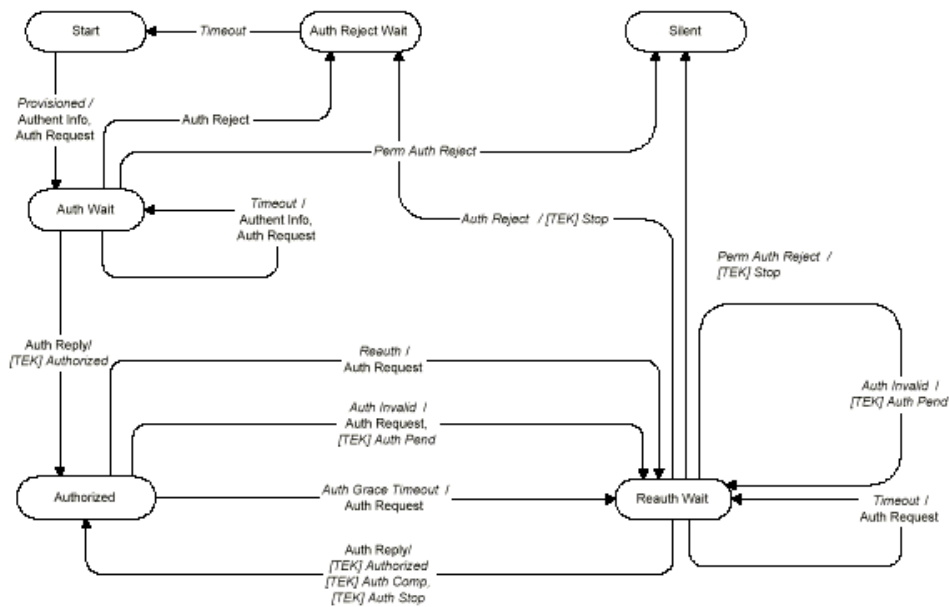 Start
Timeout
Auth Reject Wait
Silent
Provisioned /
Authent Info,
Auth Request
Auth Reject
Perm Auth Reject
Auth Wait
Timeout /
Authent Info,
Auth Request
Auth Reject / [TEK] Stop
Perm Auth Reject /
[TEK] Stop
Auth Reply/
[TEK] Authorized
Reauth /
Auth Request
Auth Invalid /
Auth Request,
[TEK] Auth Pend
Auth Invalid /
[TEK] Auth Pend
Authorized
Auth Grace Timeout /
Auth Request
Reauth Wait
Timeout /
Auth Request
Auth Reply/
[TEK] Authorized
[TEK] Auth Comp,
[TEK] Auth Stop